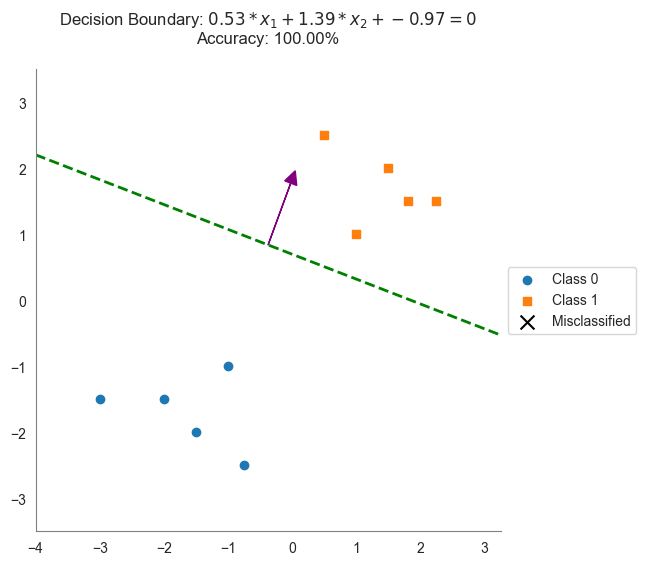 Decision Boundary: 0.53 * x₁ + 1.39 * x₂ + −0.97 = 0
Accuracy: 100.00%
3
2
1
0
−1
−2
−3
−4 −3 −2 −1 0 1 2 3
Class 0
Class 1
Misclassified